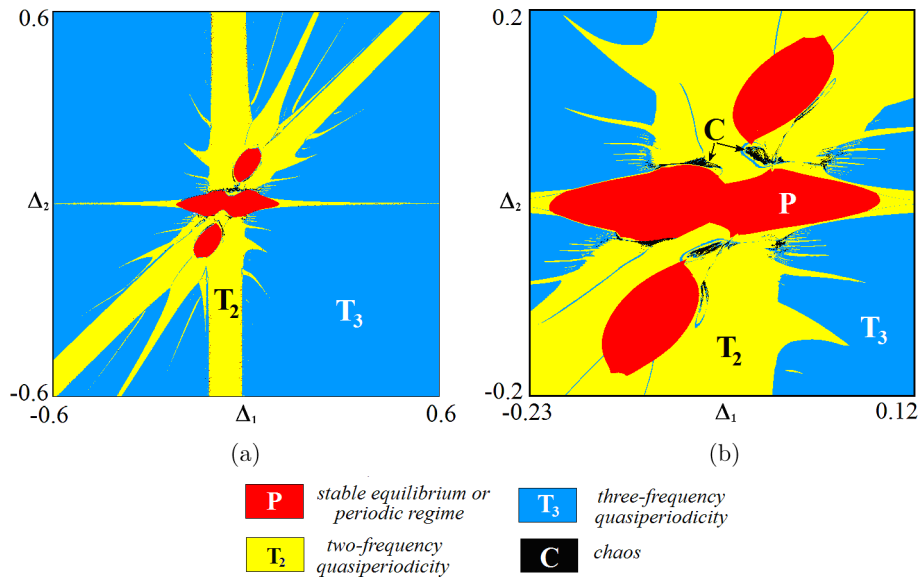 0.6
Δ₂
T₂
T₃
-0.6
-0.6
Δ₁
0.6
(a)
0.2
C
Δ₂
P
T₂
T₃
-0.2
-0.23
Δ₁
0.12
(b)
P
stable equilibrium or
periodic regime
T₃
three-frequency
quasiperiodicity
T₂
two-frequency
quasiperiodicity
C
chaos